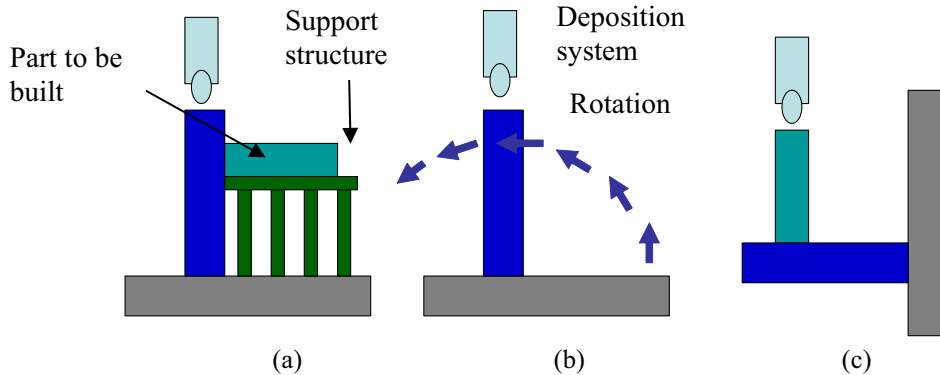 Part to be
built
Support
structure
Deposition
system
Rotation
(a)
(b)
(c)